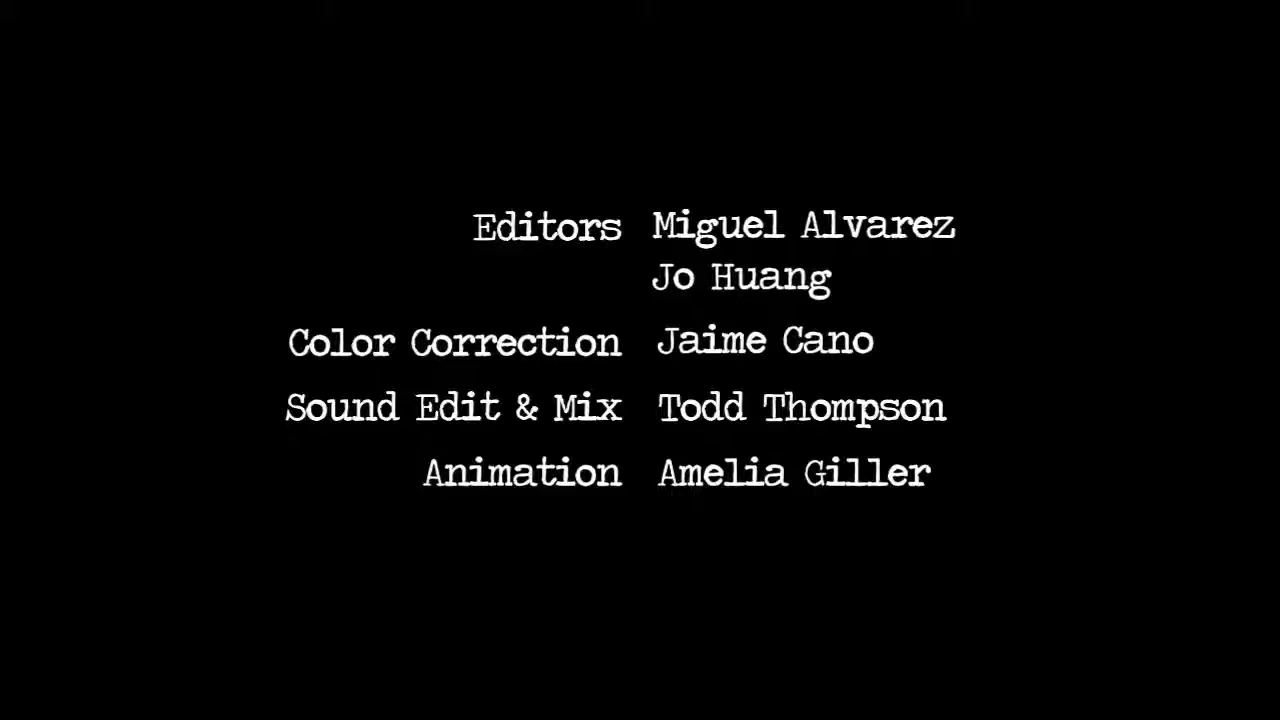 Editors Miguel Alvarez
Jo Huang
Color Correction Jaime Cano
Sound Edit & Mix Todd Thompson
Animation Amelia Giller